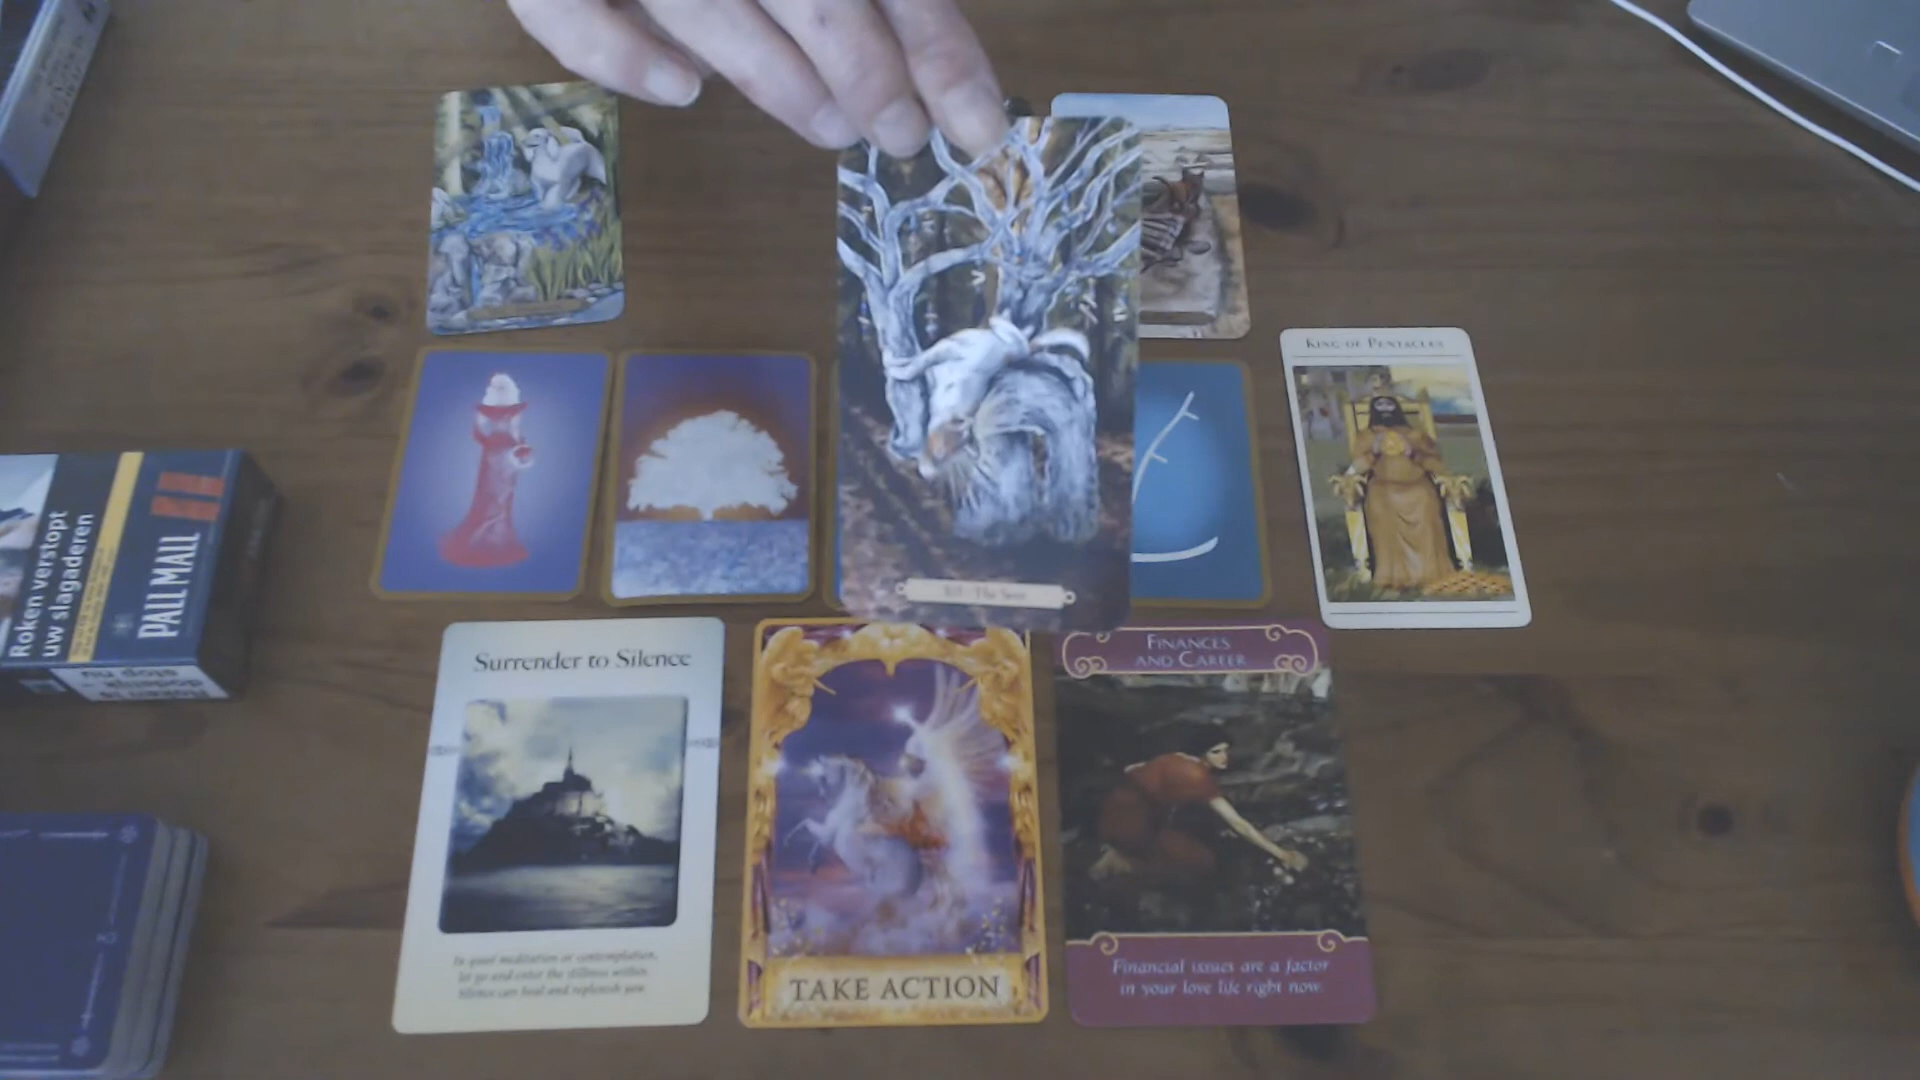 King of Pentacles
Roken verstopt
uw slagaderen
PALL MALL
Surrender to Silence
In quiet meditation or contemplation,
let go and enter the stillness within.
Silence can heal and replenish you.
TAKE ACTION
FINANCES
AND CAREER
Financial issues are a factor
in your love life right now.